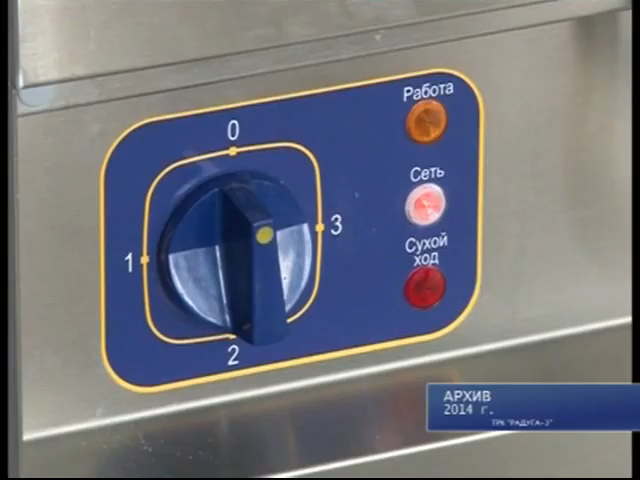 0
Работа
Сеть
3
Сухой
ход
1
2
АРХИВ
2014 г.
ТРК "РАДУГА-3"